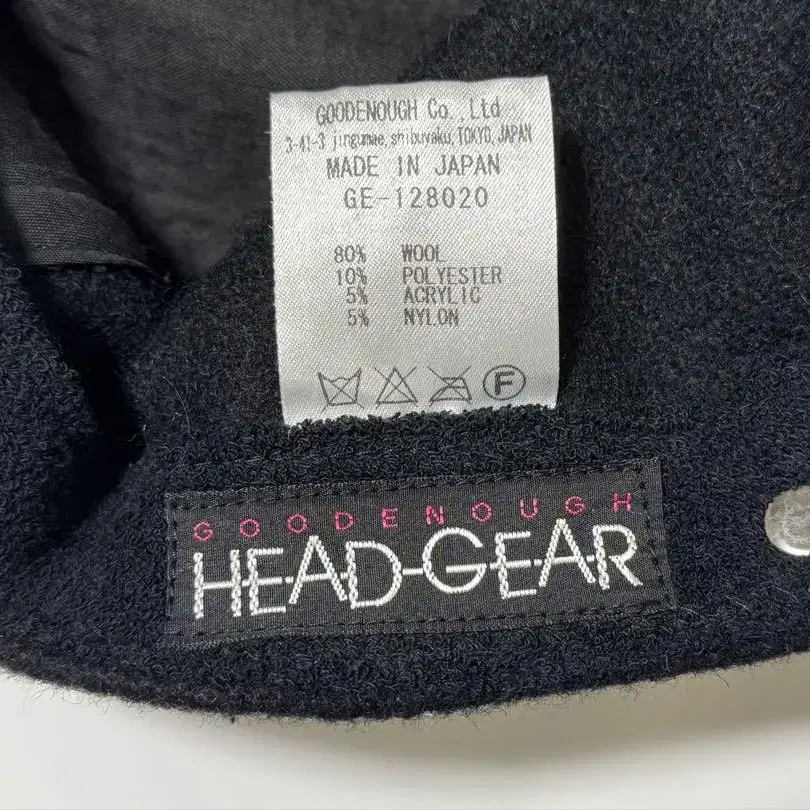 GOODENOUGH Co.,Ltd
3-41-3 jingumae, shibuyaku, TOKYO, JAPAN
MADE IN JAPAN
GE-128020
80% WOOL
10% POLYESTER
5% ACRYLIC
5% NYLON
F
GOODENOUGH
HEAD-GEAR